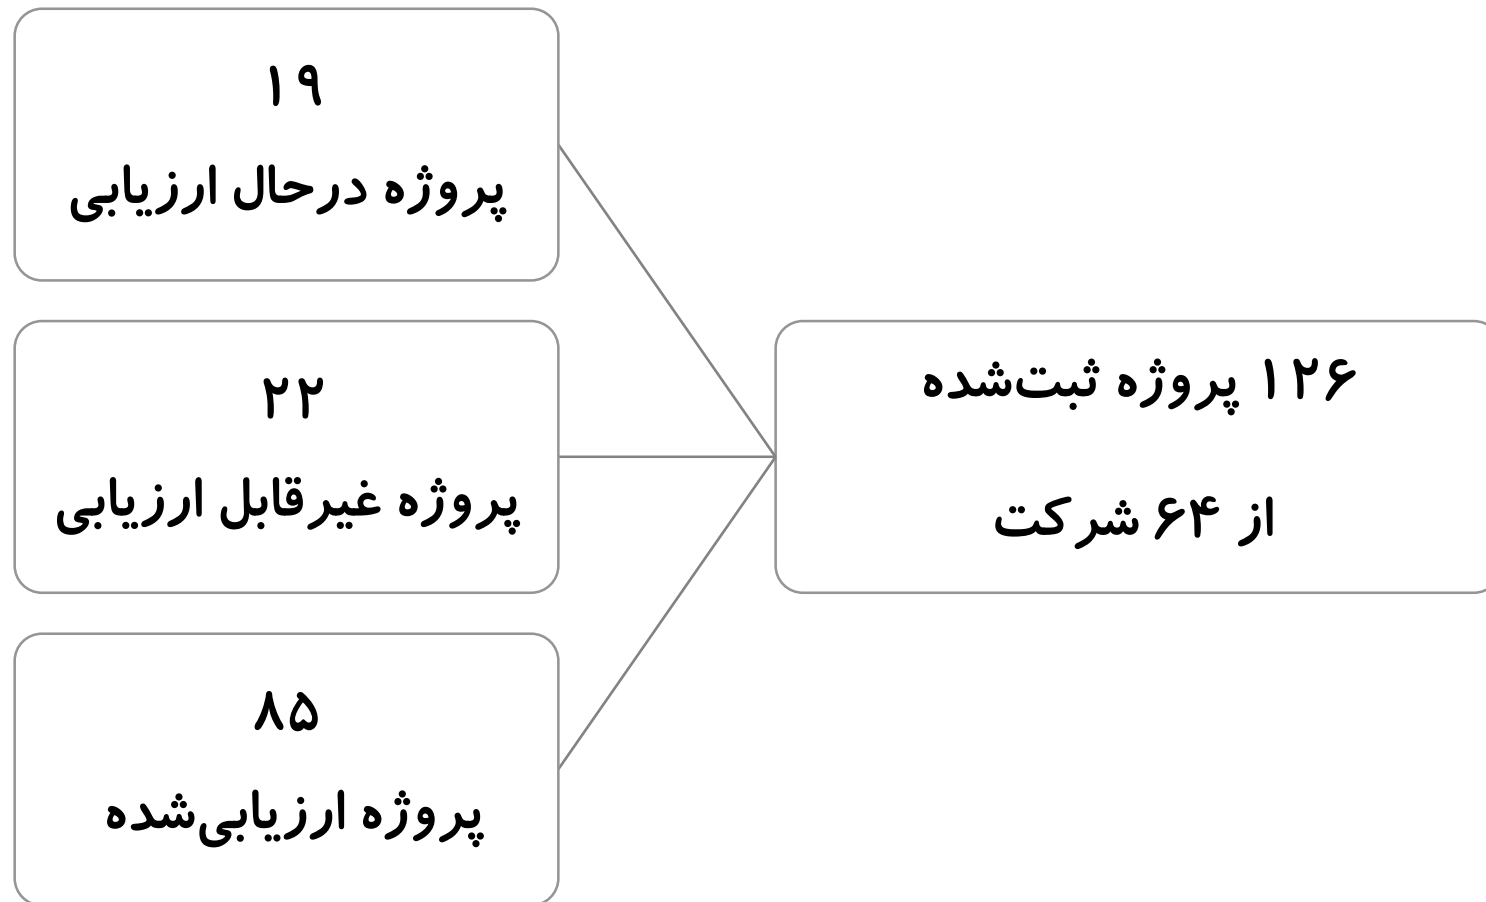 ۱۲۶ پروژه ثبت‌شده
از ۶۴ شرکت
۱۹
پروژه درحال ارزیابی
۲۲
پروژه غیرقابل ارزیابی
۸۵
پروژه ارزیابی‌شده